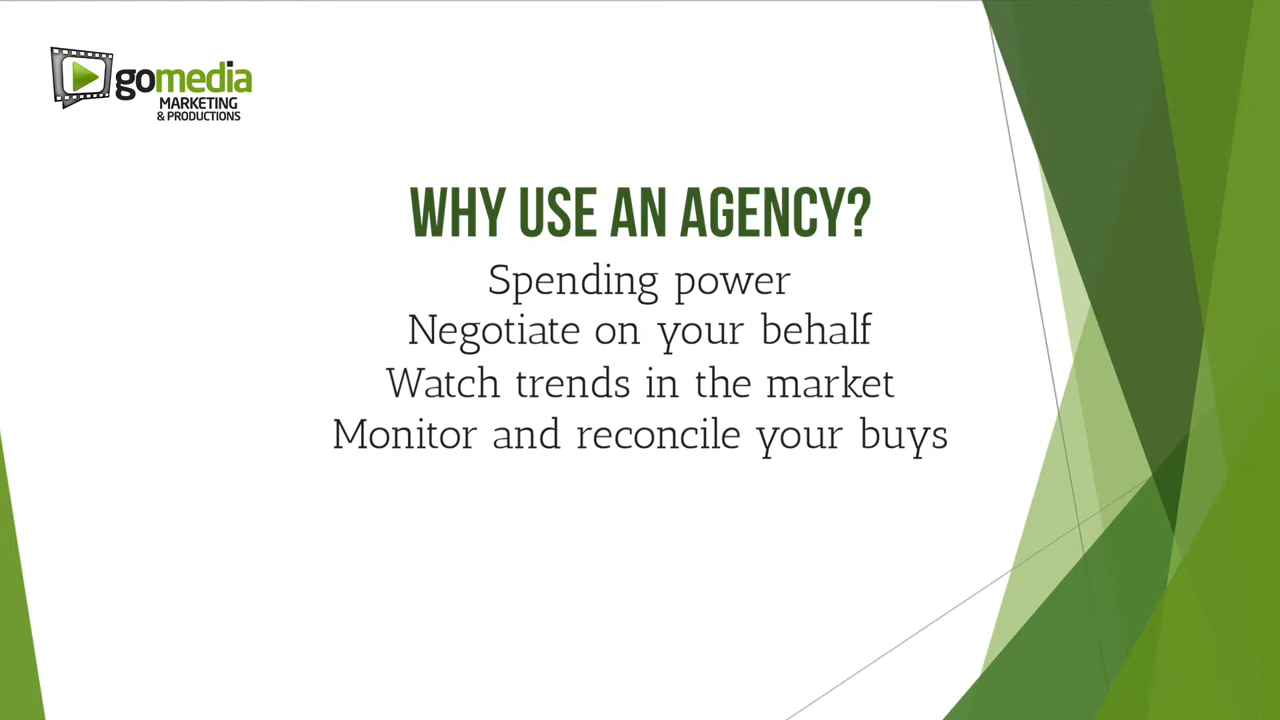 gomedia
MARKETING
& PRODUCTIONS
WHY USE AN AGENCY?
Spending power
Negotiate on your behalf
Watch trends in the market
Monitor and reconcile your buys